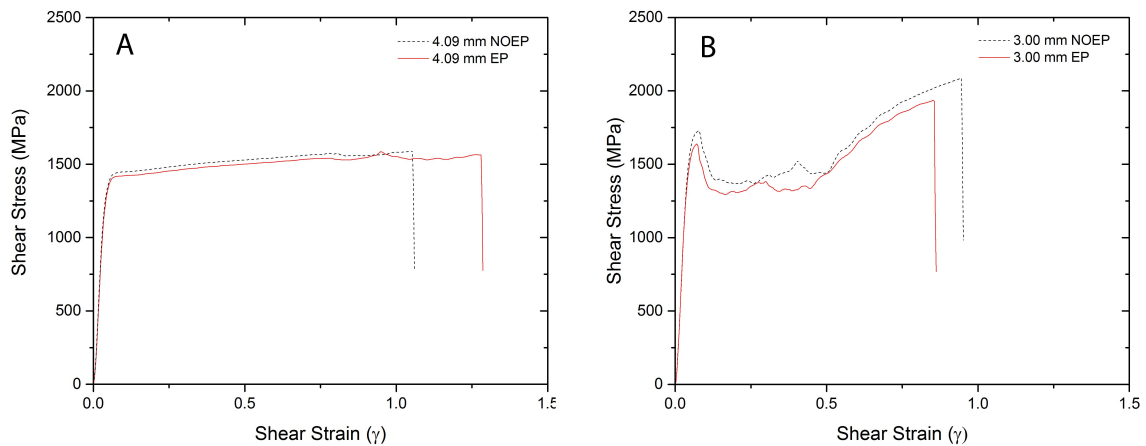 A
4.09 mm NOEP
4.09 mm EP
2500
2000
1500
1000
500
0
Shear Stress (MPa)
0.0
0.5
1.0
1.5
Shear Strain (γ)
B
3.00 mm NOEP
3.00 mm EP
2500
2000
1500
1000
500
0
Shear Stress (MPa)
0.0
0.5
1.0
1.5
Shear Strain (γ)